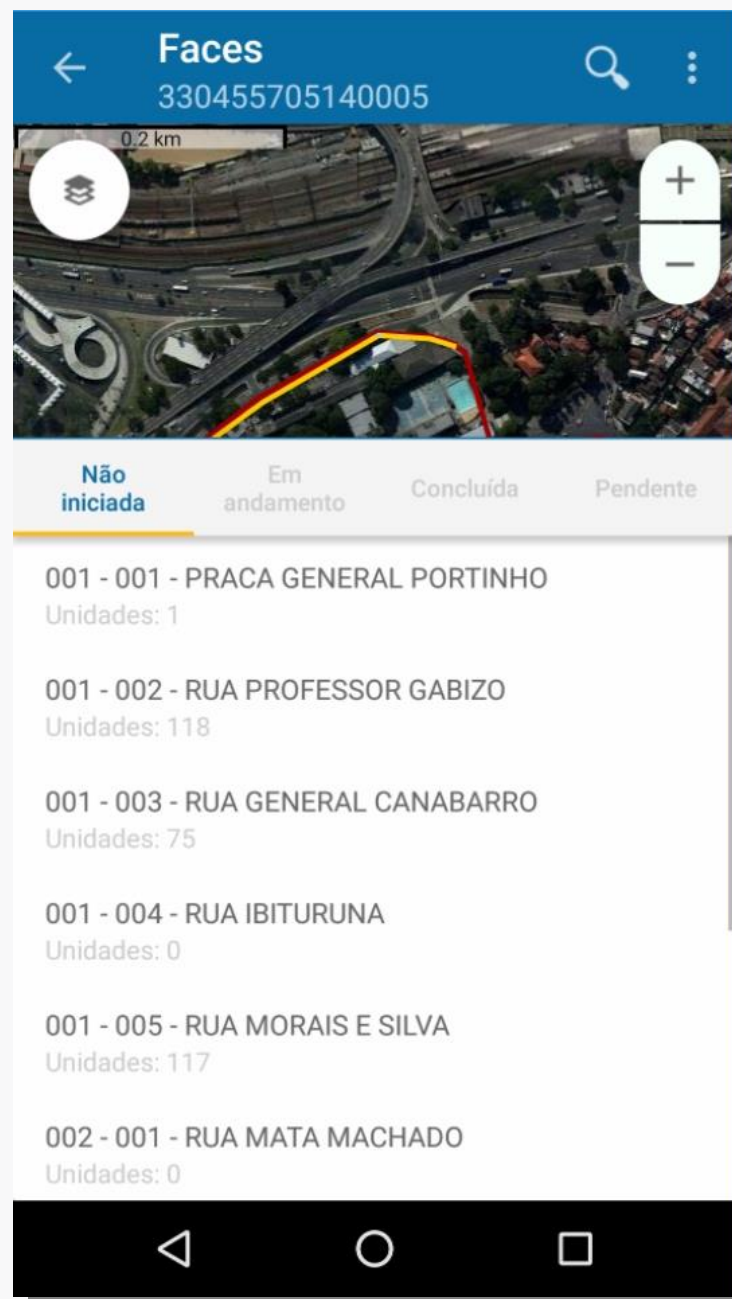 Faces
330455705140005
0.2 km
Não iniciada
Em andamento
Concluída
Pendente
001 - 001 - PRACA GENERAL PORTINHO
Unidades: 1
001 - 002 - RUA PROFESSOR GABIZO
Unidades: 118
001 - 003 - RUA GENERAL CANABARRO
Unidades: 75
001 - 004 - RUA IBITURUNA
Unidades: 0
001 - 005 - RUA MORAIS E SILVA
Unidades: 117
002 - 001 - RUA MATA MACHADO
Unidades: 0